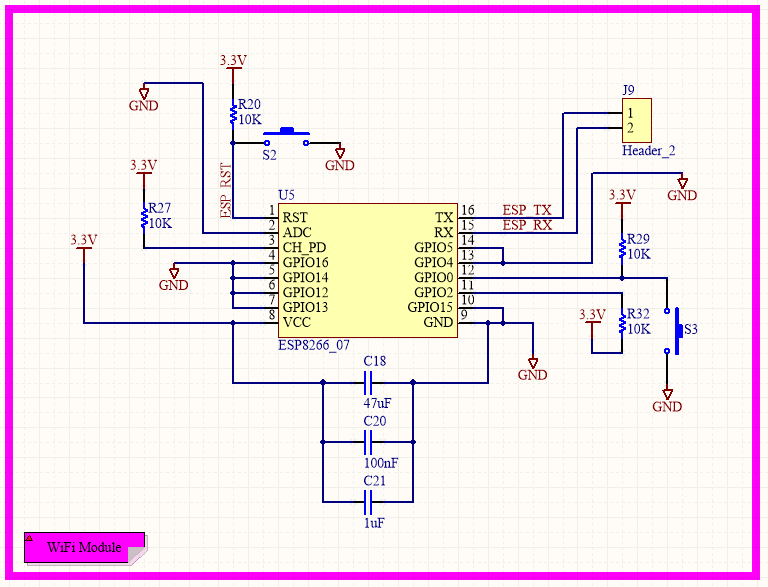 3.3V
GND
R20
10K
S2
GND
ESP_RST
3.3V
R27
10K
3.3V
GND
U5
1 RST TX 16
2 ADC RX 15
3 CH_PD GPIO5 14
4 GPIO16 GPIO4 13
5 GPIO14 GPIO0 12
6 GPIO12 GPIO2 11
7 GPIO13 GPIO15 10
8 VCC GND 9
ESP8266_07
ESP_TX
ESP_RX
J9
1
2
Header_2
GND
3.3V
R29
10K
3.3V
R32
10K
S3
GND
GND
C18
47uF
C20
100nF
C21
1uF
WiFi Module